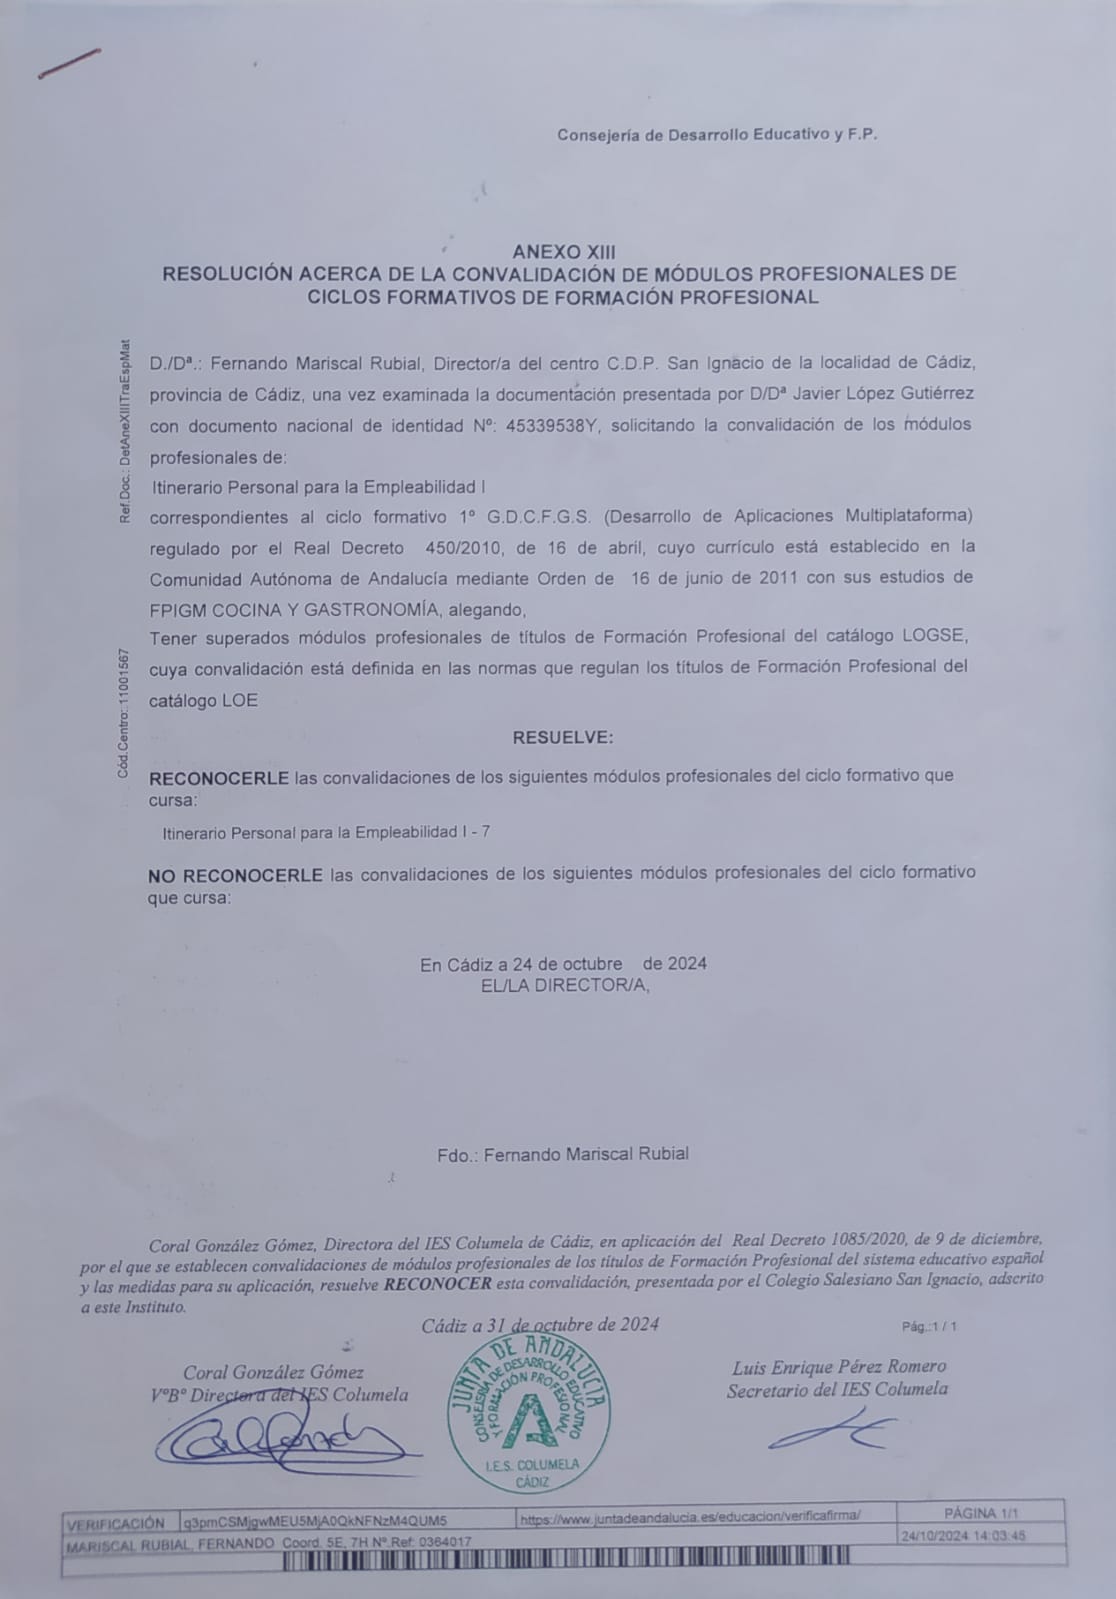 Consejería de Desarrollo Educativo y F.P.
ANEXO XIII
RESOLUCIÓN ACERCA DE LA CONVALIDACIÓN DE MÓDULOS PROFESIONALES DE
CICLOS FORMATIVOS DE FORMACIÓN PROFESIONAL
Ref.Doc.: DetAneXIIITraEspMat
Cód.Centro: 11001567
D./Dª.: Fernando Mariscal Rubial, Director/a del centro C.D.P. San Ignacio de la localidad de Cádiz,
provincia de Cádiz, una vez examinada la documentación presentada por D/Dª Javier López Gutiérrez
con documento nacional de identidad Nº: 45339538Y, solicitando la convalidación de los módulos
profesionales de:
Itinerario Personal para la Empleabilidad I
correspondientes al ciclo formativo 1º G.D.C.F.G.S. (Desarrollo de Aplicaciones Multiplataforma)
regulado por el Real Decreto 450/2010, de 16 de abril, cuyo currículo está establecido en la
Comunidad Autónoma de Andalucía mediante Orden de 16 de junio de 2011 con sus estudios de
FPIGM COCINA Y GASTRONOMÍA, alegando,
Tener superados módulos profesionales de títulos de Formación Profesional del catálogo LOGSE,
cuya convalidación está definida en las normas que regulan los títulos de Formación Profesional del
catálogo LOE
RESUELVE:
RECONOCERLE las convalidaciones de los siguientes módulos profesionales del ciclo formativo que
cursa:
Itinerario Personal para la Empleabilidad I - 7
NO RECONOCERLE las convalidaciones de los siguientes módulos profesionales del ciclo formativo
que cursa:
En Cádiz a 24 de octubre de 2024
EL/LA DIRECTOR/A,
Fdo.: Fernando Mariscal Rubial
Coral González Gómez, Directora del IES Columela de Cádiz, en aplicación del Real Decreto 1085/2020, de 9 de diciembre,
por el que se establecen convalidaciones de módulos profesionales de los títulos de Formación Profesional del sistema educativo español
y las medidas para su aplicación, resuelve RECONOCER esta convalidación, presentada por el Colegio Salesiano San Ignacio, adscrito
a este Instituto.
Cádiz a 31 de octubre de 2024
Pág.:1 / 1
Coral González Gómez
VºBº Directora del IES Columela
JUNTA DE ANDALUCIA
CONSEJERIA DE DESARROLLO EDUCATIVO
Y FORMACIÓN PROFESIONAL
I.E.S. COLUMELA
CÁDIZ
Luis Enrique Pérez Romero
Secretario del IES Columela
VERIFICACIÓN q3pmCSMjgwMEU5MjA0QkNFNzM4QUM5 https://www.juntadeandalucia.es/educacion/verificafirma/ PÁGINA 1/1
MARISCAL RUBIAL, FERNANDO Coord. 5E, 7H Nº.Ref: 0364017 24/10/2024 14:03:45